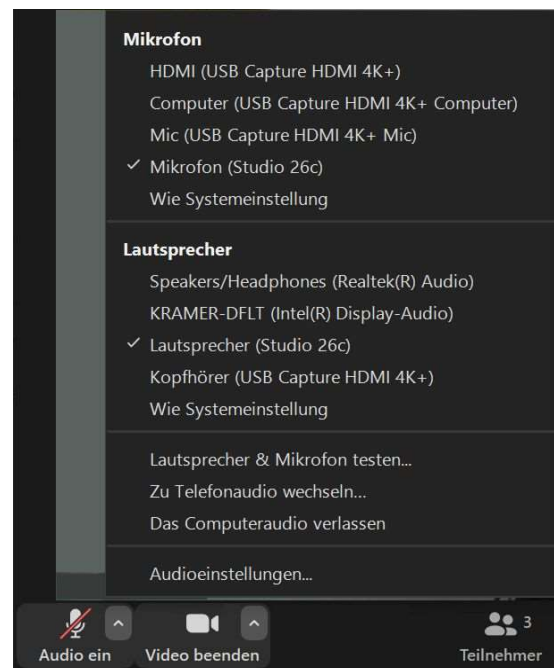 Mikrofon
HDMI (USB Capture HDMI 4K+)
Computer (USB Capture HDMI 4K+ Computer)
Mic (USB Capture HDMI 4K+ Mic)
✓ Mikrofon (Studio 26c)
Wie Systemeinstellung
Lautsprecher
Speakers/Headphones (Realtek(R) Audio)
KRAMER-DFLT (Intel(R) Display-Audio)
✓ Lautsprecher (Studio 26c)
Kopfhörer (USB Capture HDMI 4K+)
Wie Systemeinstellung
Lautsprecher & Mikrofon testen...
Zu Telefonaudio wechseln...
Das Computeraudio verlassen
Audioeinstellungen...
3
Audio ein Video beenden Teilnehmer